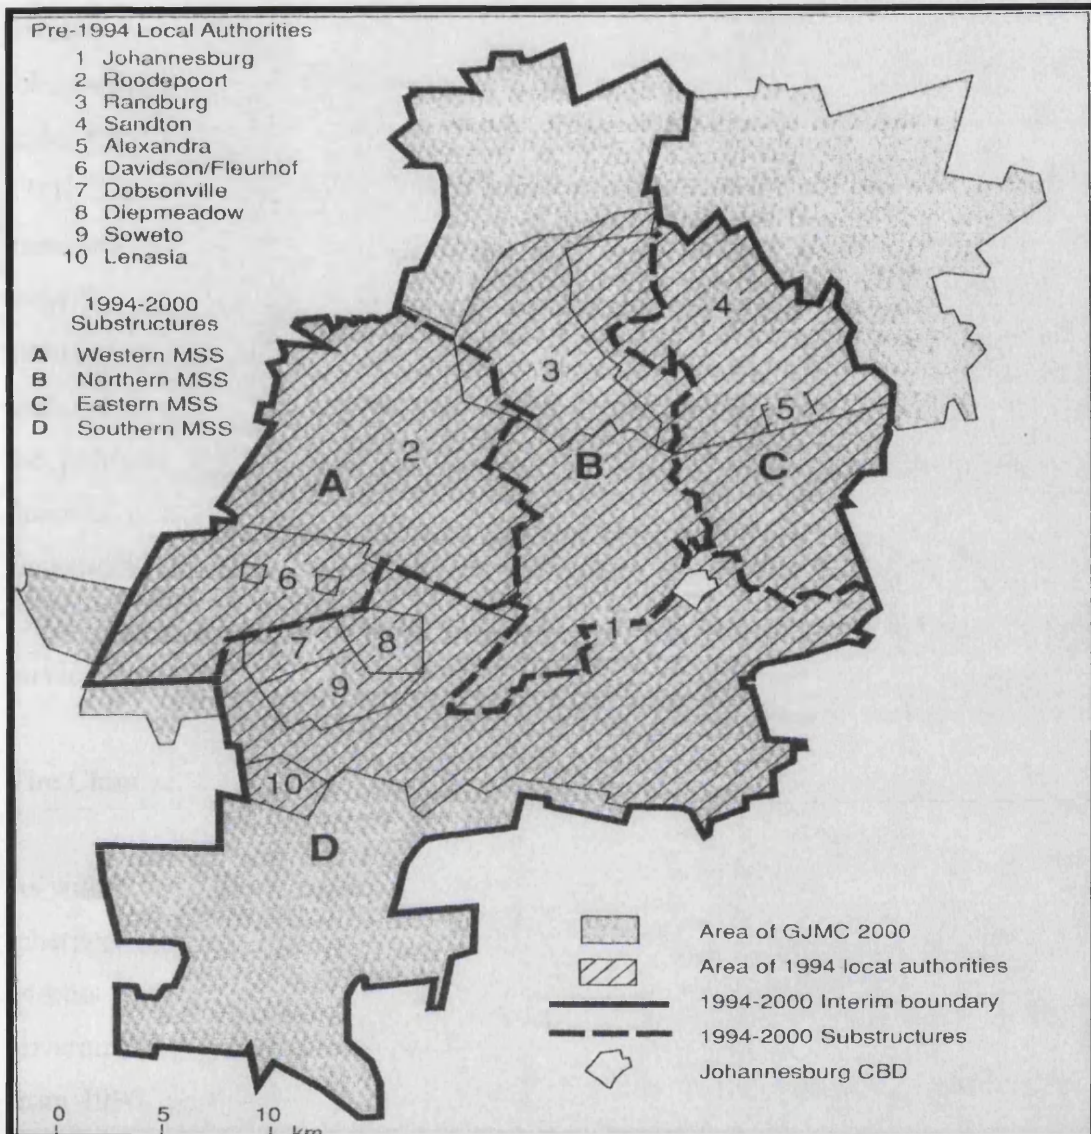 Pre-1994 Local Authorities
1 Johannesburg
2 Roodepoort
3 Randburg
4 Sandton
5 Alexandra
6 Davidson/Fleurhof
7 Dobsonville
8 Diepmeadow
9 Soweto
10 Lenasia
1994-2000
Substructures
A Western MSS
B Northern MSS
C Eastern MSS
D Southern MSS
4
3
5
2
B
C
A
6
1
7
8
9
10
D
Area of GJMC 2000
Area of 1994 local authorities
1994-2000 Interim boundary
1994-2000 Substructures
Johannesburg CBD
0 5 10
km